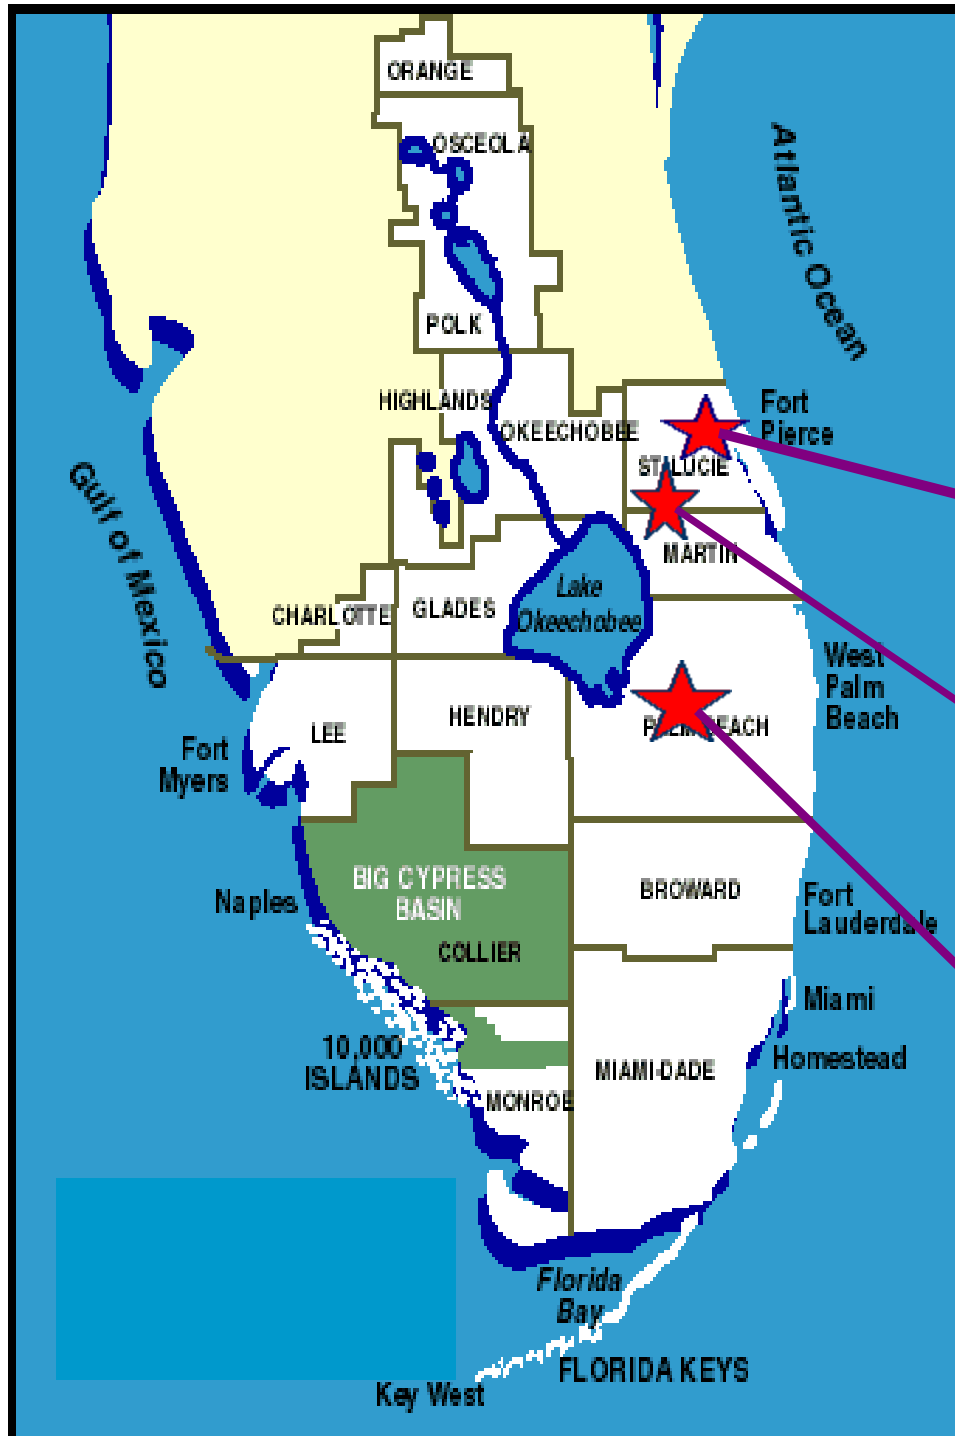 ORANGE
OSCEOLA
Atlantic Ocean
POLK
HIGHLANDS
Fort
Pierce
OKEECHOBEE
ST. LUCIE
Gulf of Mexico
MARTIN
Lake
Okeechobee
CHARLOTTE
GLADES
West
Palm
Beach
HENDRY
PALM BEACH
LEE
Fort
Myers
BIG CYPRESS
BASIN
BROWARD
Naples
Fort
Lauderdale
COLLIER
Miami
10,000
ISLANDS
Homestead
MIAMI-DADE
MONROE
Florida
Bay
FLORIDA KEYS
Key West